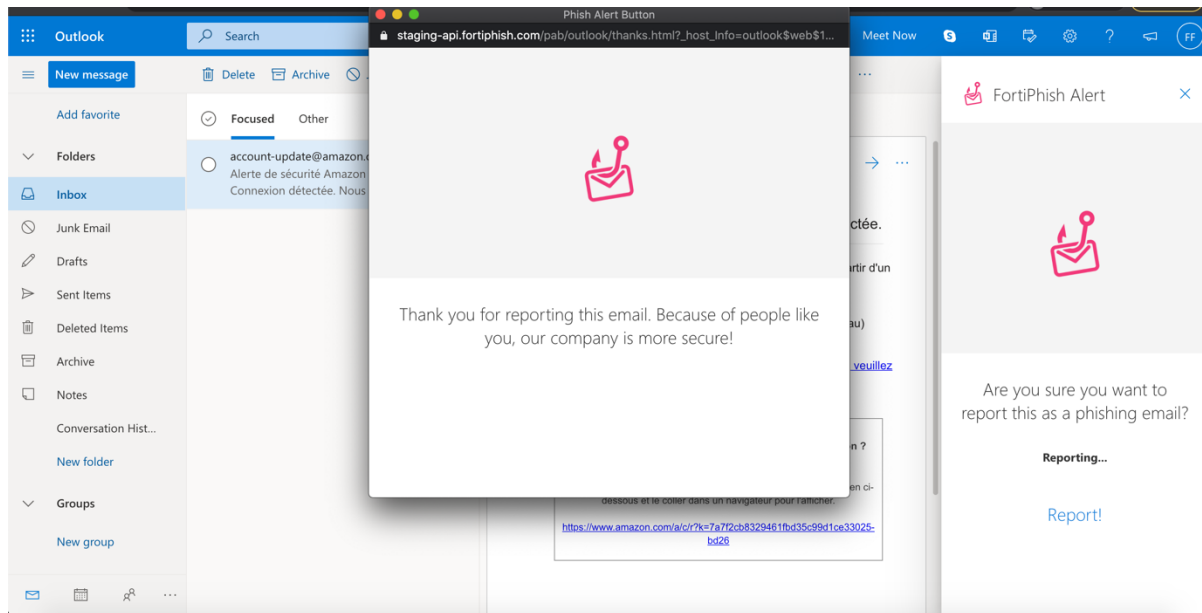 Phish Alert Button
staging-api.fortiphish.com/pab/outlook/thanks.html?_host_Info=outlook$web$1...
Outlook
Search
Meet Now
FF
New message
Delete
Archive
Add favorite
Folders
Inbox
Junk Email
Drafts
Sent Items
Deleted Items
Archive
Notes
Conversation Hist...
New folder
Groups
New group
Focused
Other
account-update@amazon.
Alerte de sécurité Amazon
Connexion détectée. Nous
Thank you for reporting this email. Because of people like
you, our company is more secure!
ctée.
artir d'un
au)
veuillez
n ?
en ci-
dessous et le coller dans un navigateur pour l'afficher.
https://www.amazon.com/a/c/r?k=7a7f2cb8329461fbd35c99d1ce33025-
bd26
FortiPhish Alert
Are you sure you want to
report this as a phishing email?
Reporting...
Report!